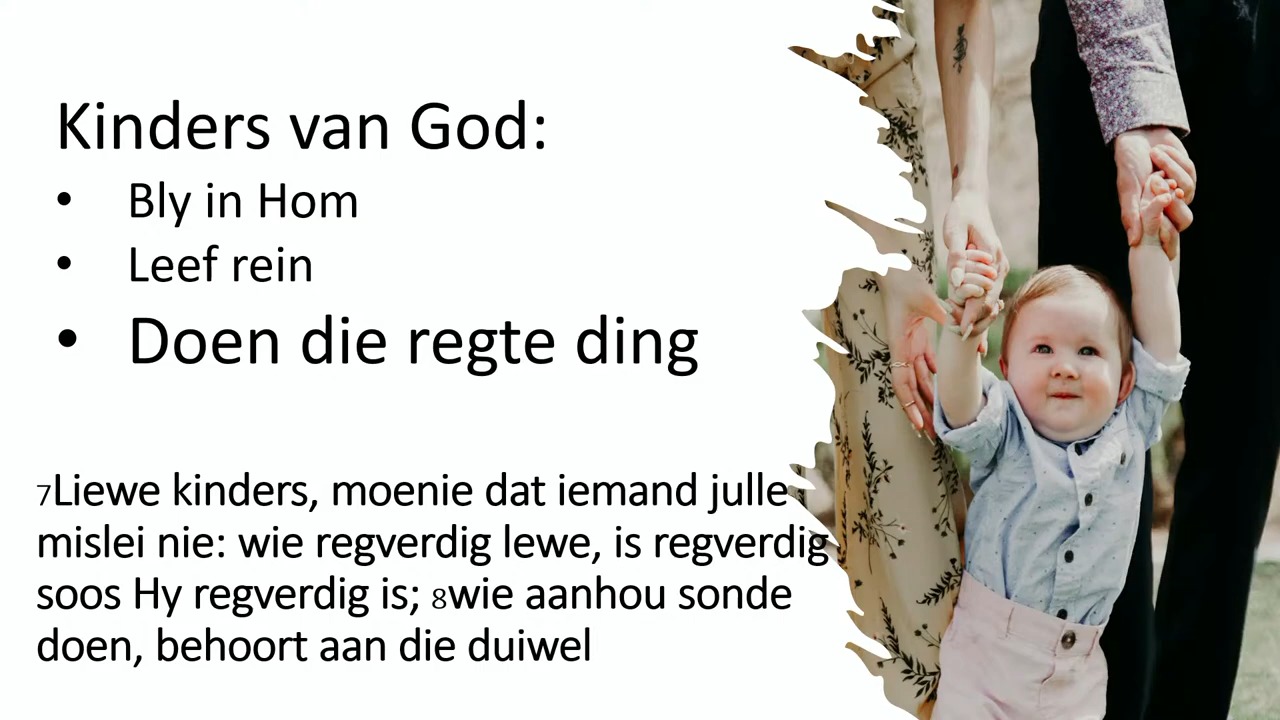 Kinders van God:
• Bly in Hom
• Leef rein
• Doen die regte ding
7Liewe kinders, moenie dat iemand julle
mislei nie: wie regverdig lewe, is regverdig
soos Hy regverdig is; 8wie aanhou sonde
doen, behoort aan die duiwel